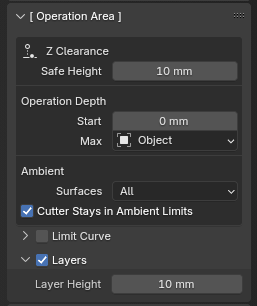 [ Operation Area ]
Z Clearance
Safe Height 10 mm
Operation Depth
Start 0 mm
Max Object
Ambient
Surfaces All
Cutter Stays in Ambient Limits
Limit Curve
Layers
Layer Height 10 mm